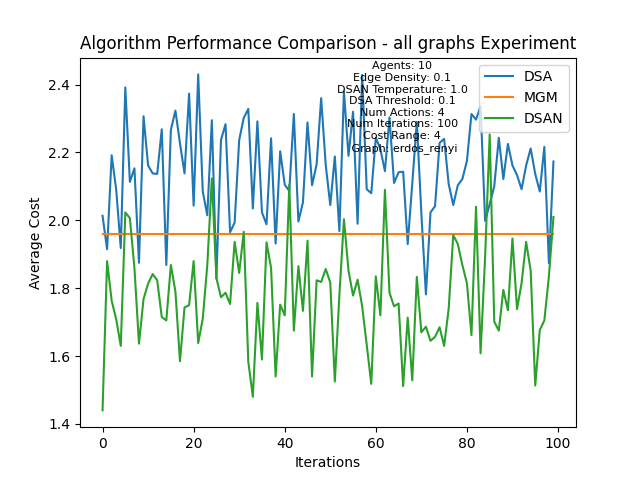 Algorithm Performance Comparison - all graphs Experiment
Agents: 10
Edge Density: 0.1
DSAN Temperature: 1.0
DSA Threshold: 0.1
Num Actions: 4
Num Iterations: 100
Cost Range: 4
Graph: erdos_renyi
DSA
MGM
DSAN
Average Cost
2.4
2.2
2.0
1.8
1.6
1.4
0 20 40 60 80 100
Iterations